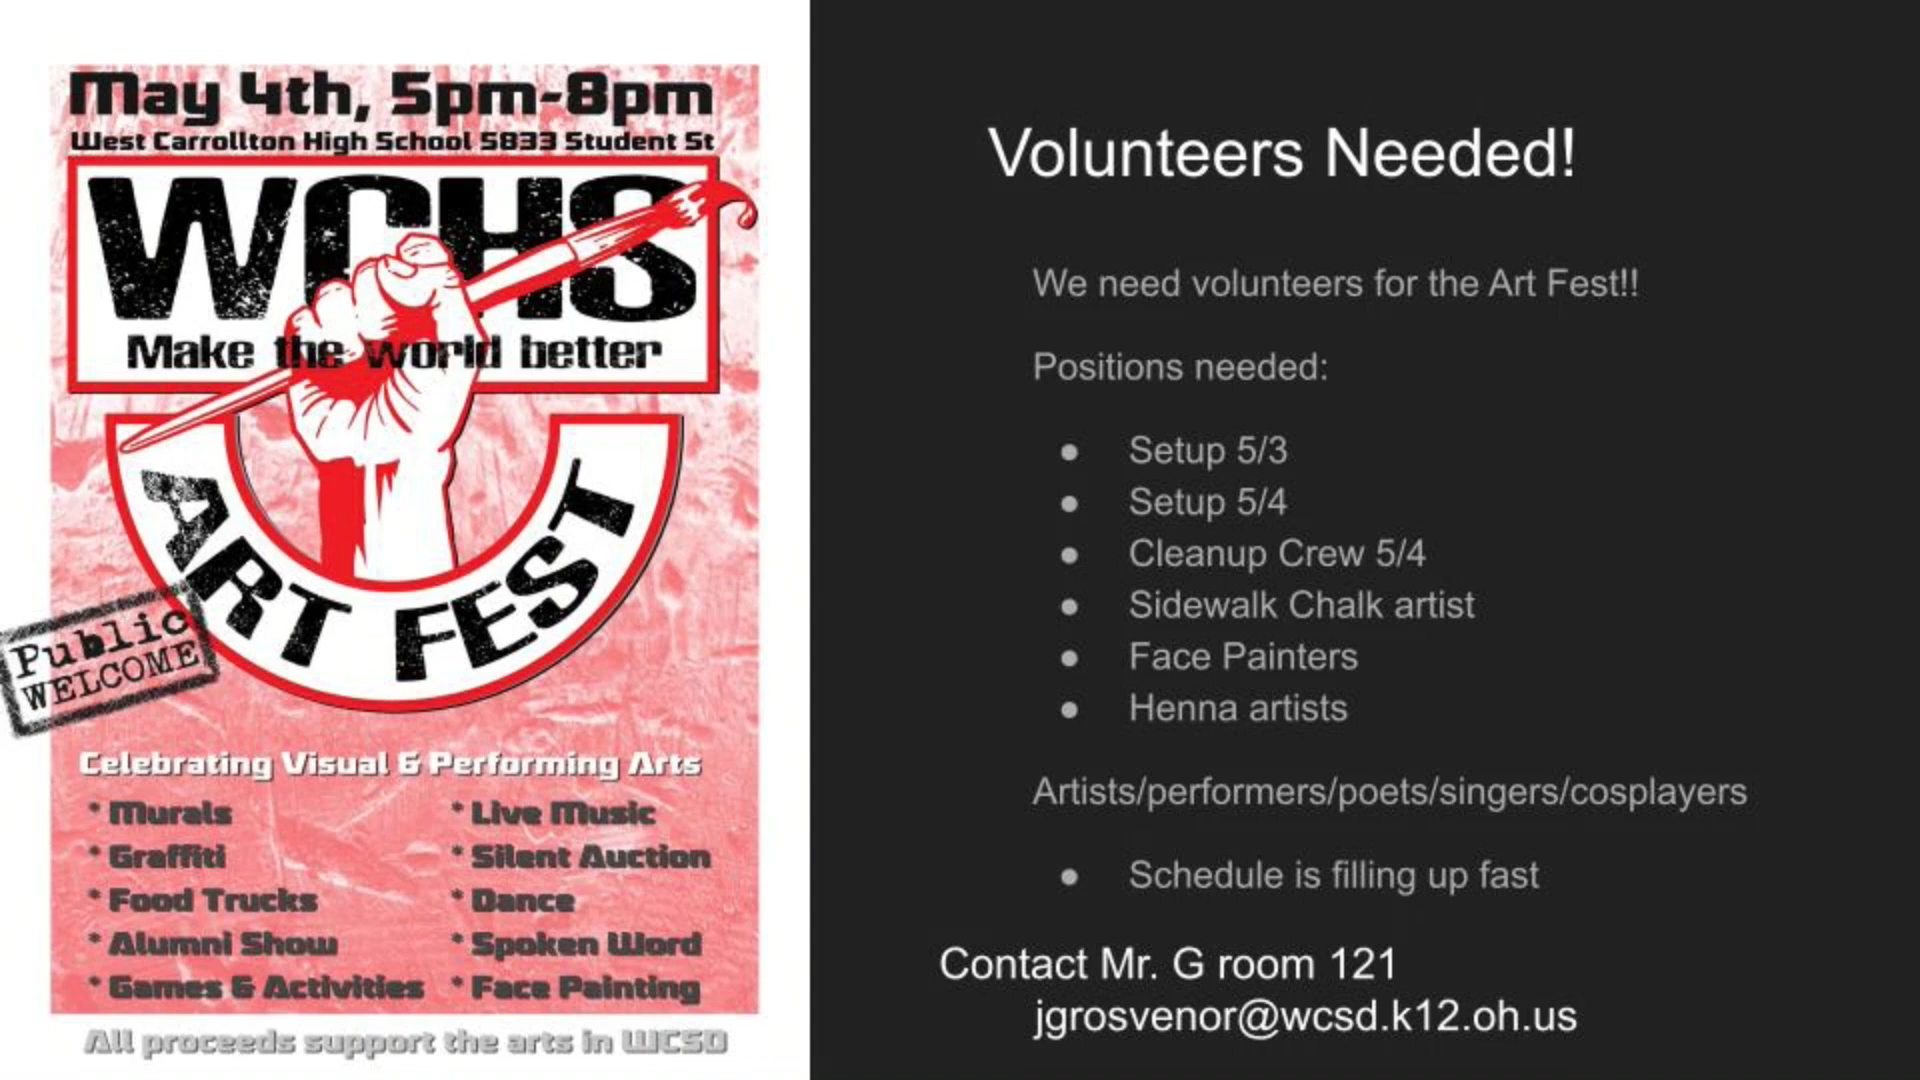 May 4th, 5pm-8pm
West Carrollton High School 5833 Student St
WCHS
Make the world better
ART FEST
Public
WELCOME
Celebrating Visual & Performing Arts
* Murals
* Graffiti
* Food Trucks
* Alumni Show
* Games & Activities
* Live Music
* Silent Auction
* Dance
* Spoken Word
* Face Painting
All proceeds support the arts in WCSD
Volunteers Needed!
We need volunteers for the Art Fest!!
Positions needed:
● Setup 5/3
● Setup 5/4
● Cleanup Crew 5/4
● Sidewalk Chalk artist
● Face Painters
● Henna artists
Artists/performers/poets/singers/cosplayers
● Schedule is filling up fast
Contact Mr. G room 121
jgrosvenor@wcsd.k12.oh.us